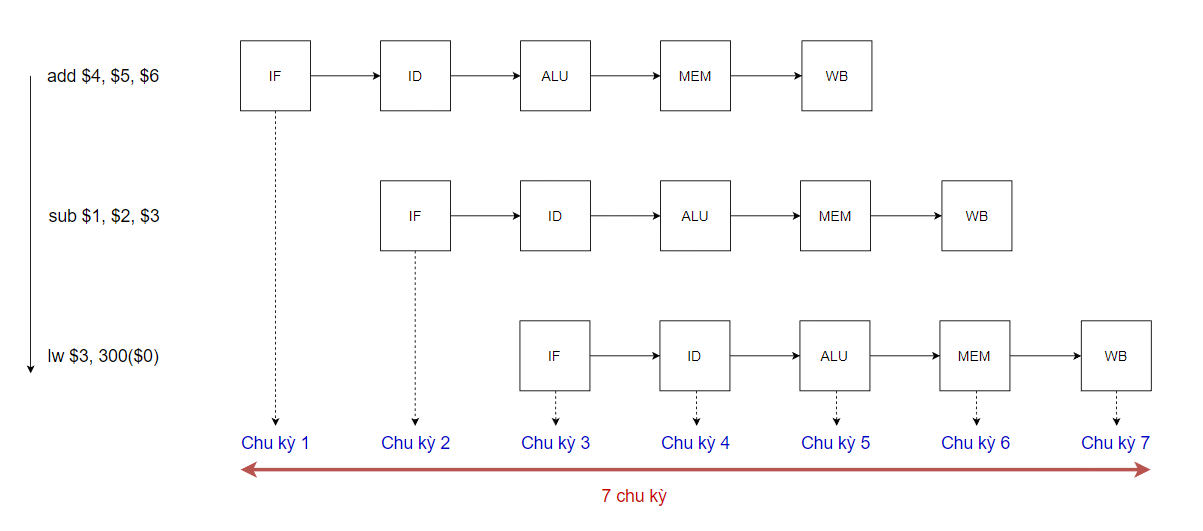 add $4, $5, $6
IF
ID
ALU
MEM
WB
sub $1, $2, $3
IF
ID
ALU
MEM
WB
lw $3, 300($0)
IF
ID
ALU
MEM
WB
Chu kỳ 1
Chu kỳ 2
Chu kỳ 3
Chu kỳ 4
Chu kỳ 5
Chu kỳ 6
Chu kỳ 7
7 chu kỳ